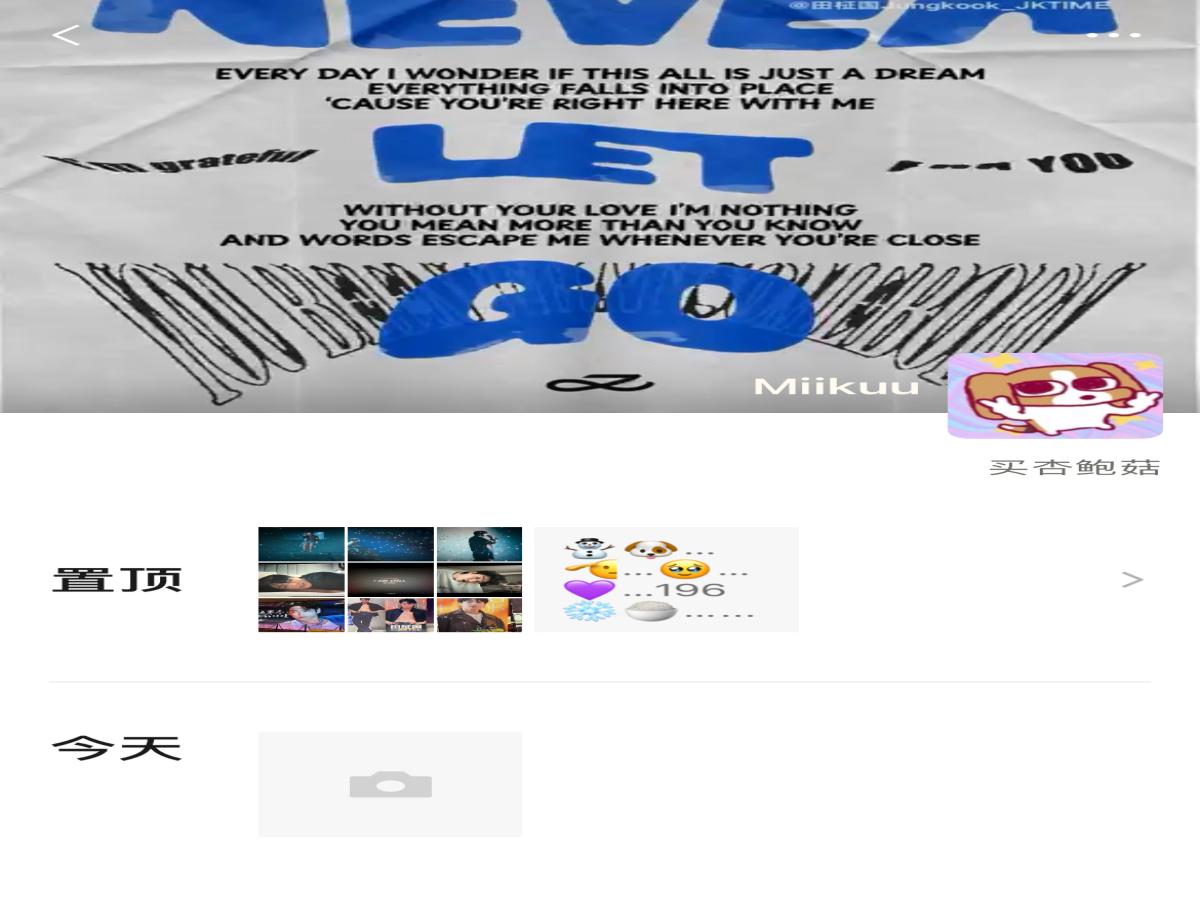 @田柾国Jungkook_JKTIME
NEVER
EVERY DAY I WONDER IF THIS ALL IS JUST A DREAM
EVERYTHING FALLS INTO PLACE
‘CAUSE YOU’RE RIGHT HERE WITH ME
LET
I'm grateful
YOU
WITHOUT YOUR LOVE I’M NOTHING
YOU MEAN MORE THAN YOU KNOW
AND WORDS ESCAPE ME WHENEVER YOU’RE CLOSE
GO
Miikuu
买杏鲍菇
置顶
⛄🐶...
🫡...🥹...
💜...196
❄️🍚......
今天